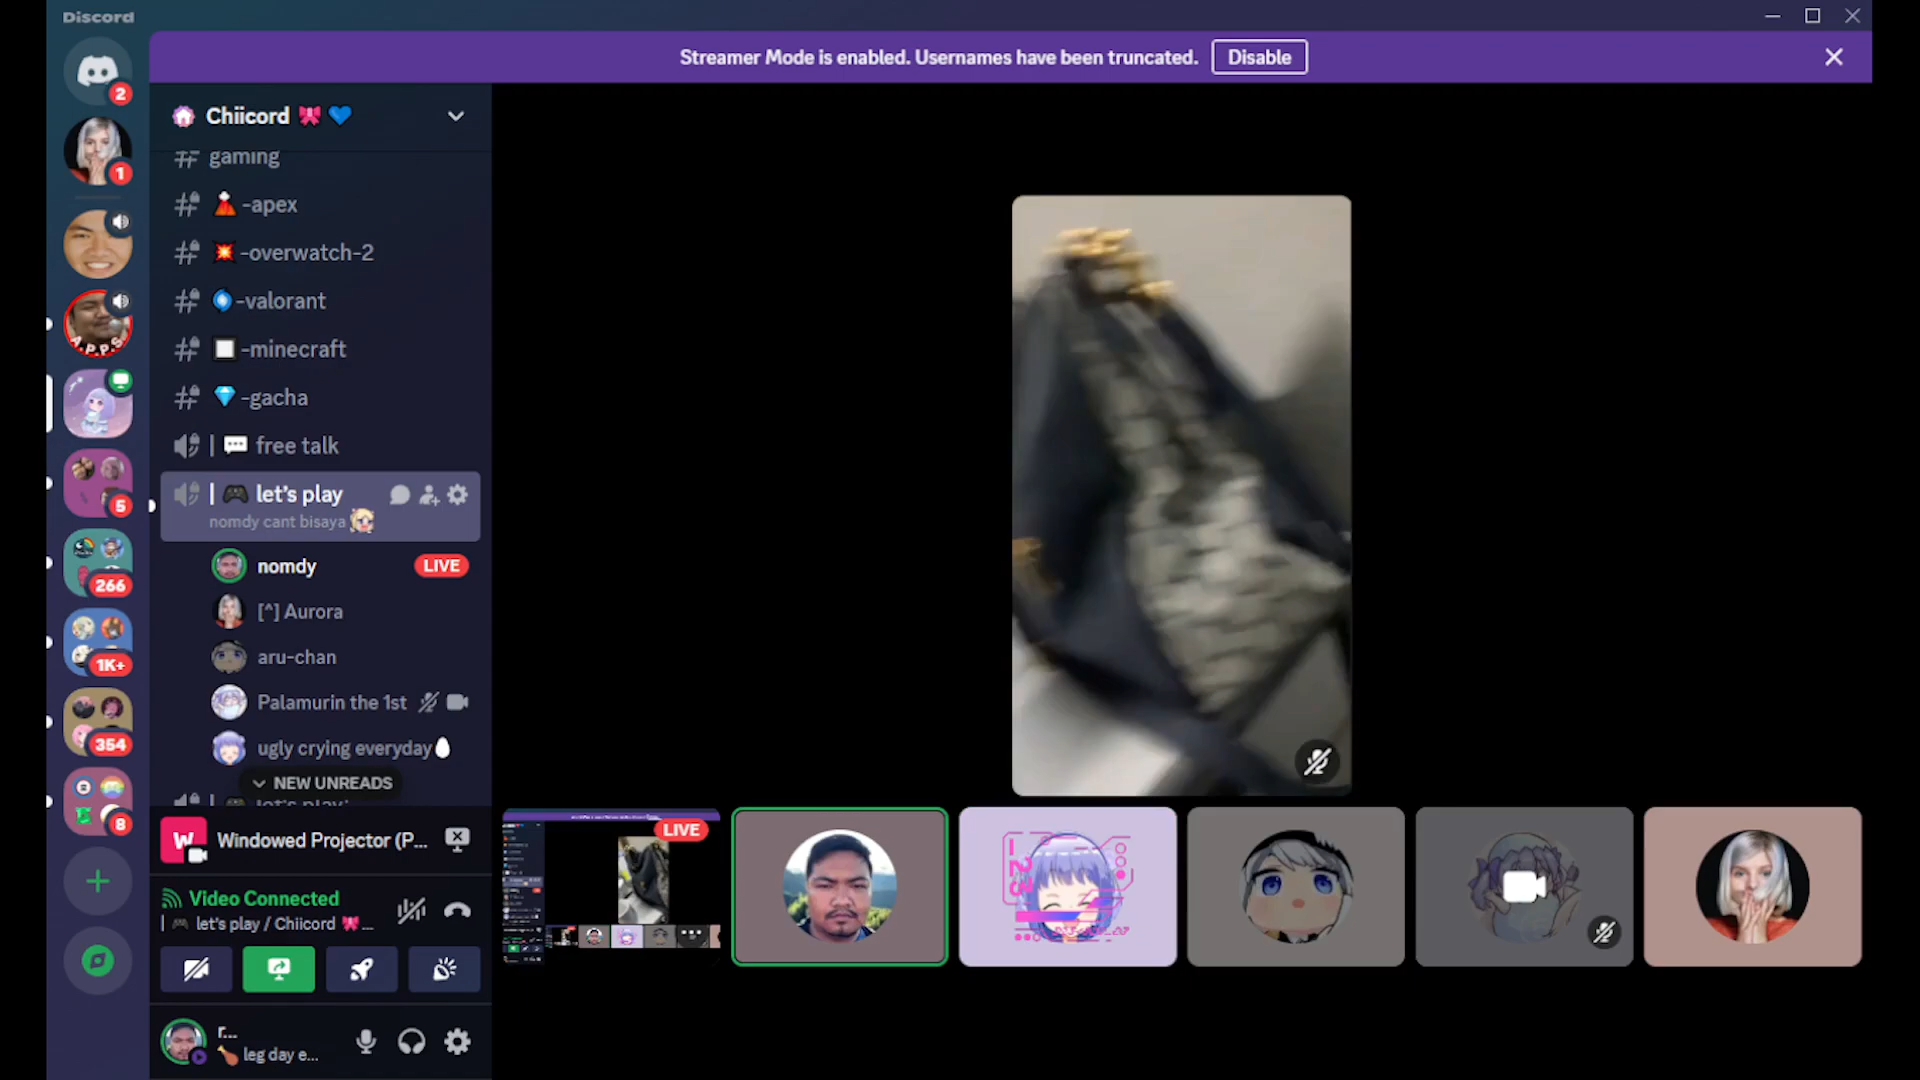 Discord
Streamer Mode is enabled. Usernames have been truncated. Disable
2
Chiicord
1
gaming
-apex
-overwatch-2
-valorant
-minecraft
-gacha
| free talk
| let's play
nomdy cant bisaya
5
nomdy LIVE
266
[^] Aurora
aru-chan
1K+
Palamurin the 1st
354
ugly crying everyday
NEW UNREADS
8
Windowed Projector (P...
LIVE
Video Connected
| let's play / Chiicord ...
r...
leg day e...
A.P.P.S